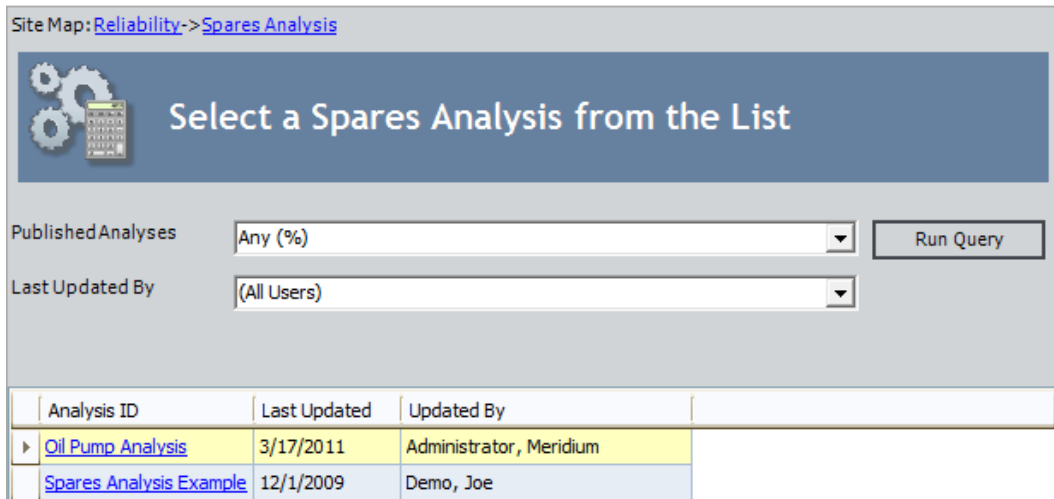 Site Map: Reliability->Spares Analysis
Select a Spares Analysis from the List
Published Analyses Any (%) Run Query
Last Updated By (All Users)
Analysis ID Last Updated Updated By
Oil Pump Analysis 3/17/2011 Administrator, Meridium
Spares Analysis Example 12/1/2009 Demo, Joe